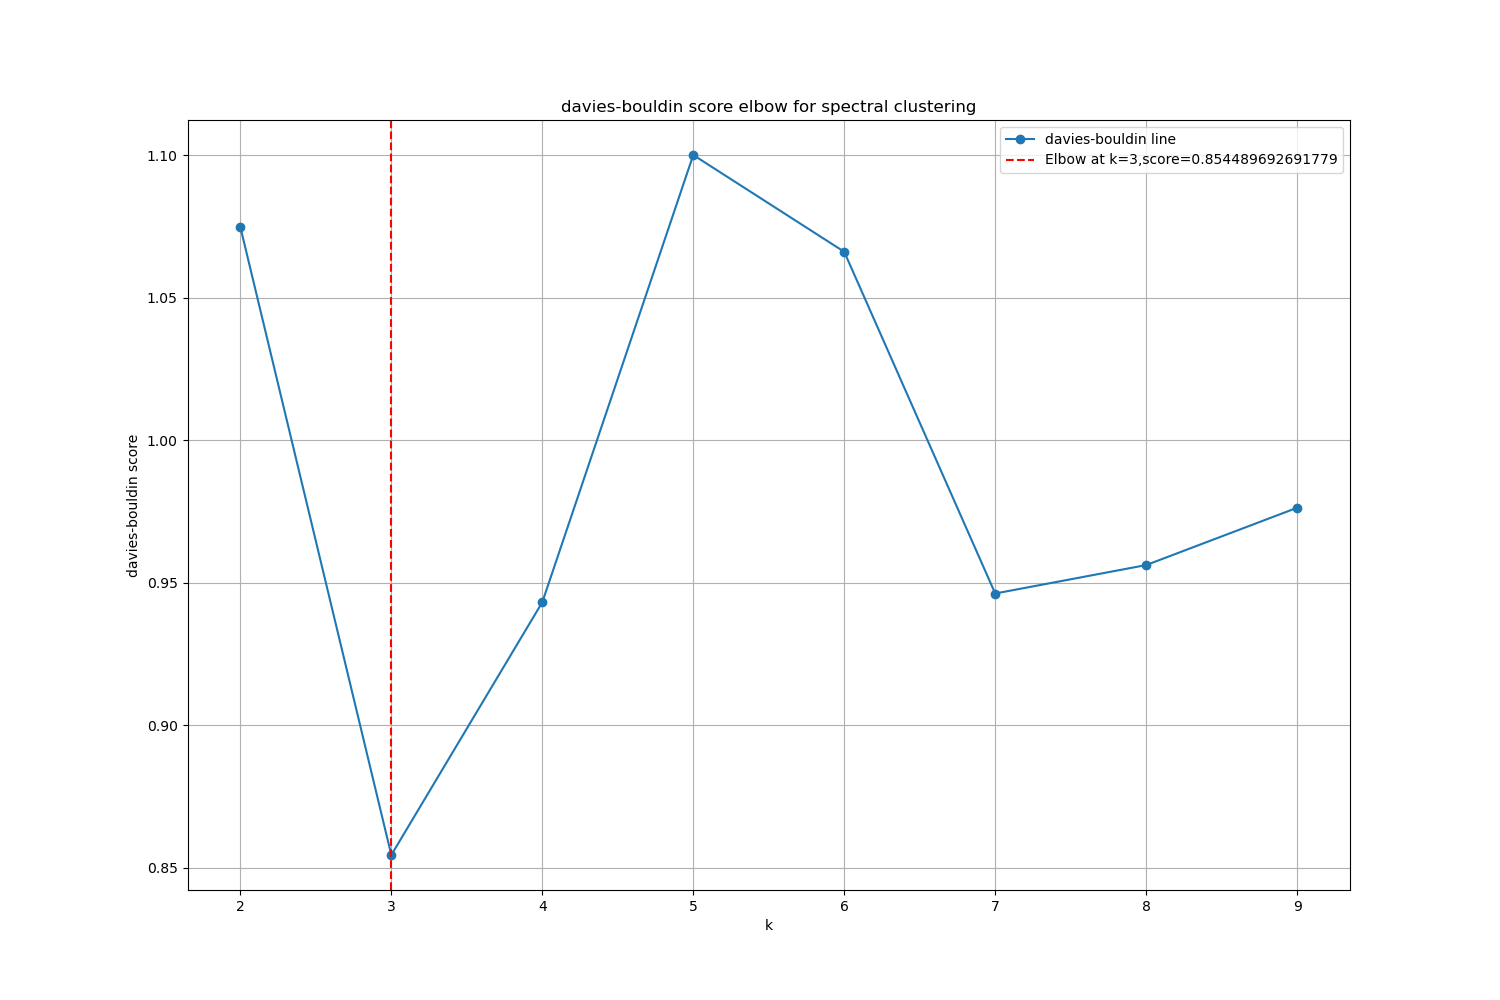 davies-bouldin score elbow for spectral clustering
davies-bouldin line
Elbow at k=3,score=0.854489692691779
davies-bouldin score
1.10
1.05
1.00
0.95
0.90
0.85
2 3 4 5 6 7 8 9
k